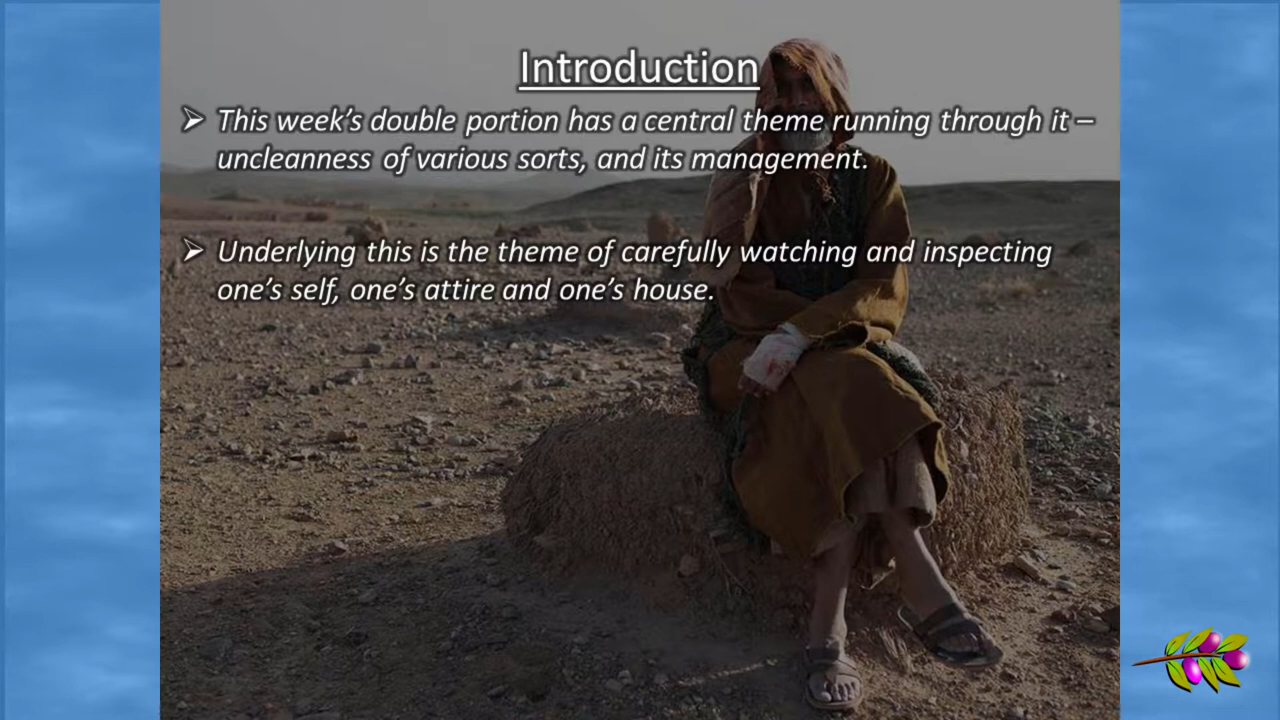 Introduction
➢ This week’s double portion has a central theme running through it –
uncleanness of various sorts, and its management.
➢ Underlying this is the theme of carefully watching and inspecting
one’s self, one’s attire and one’s house.